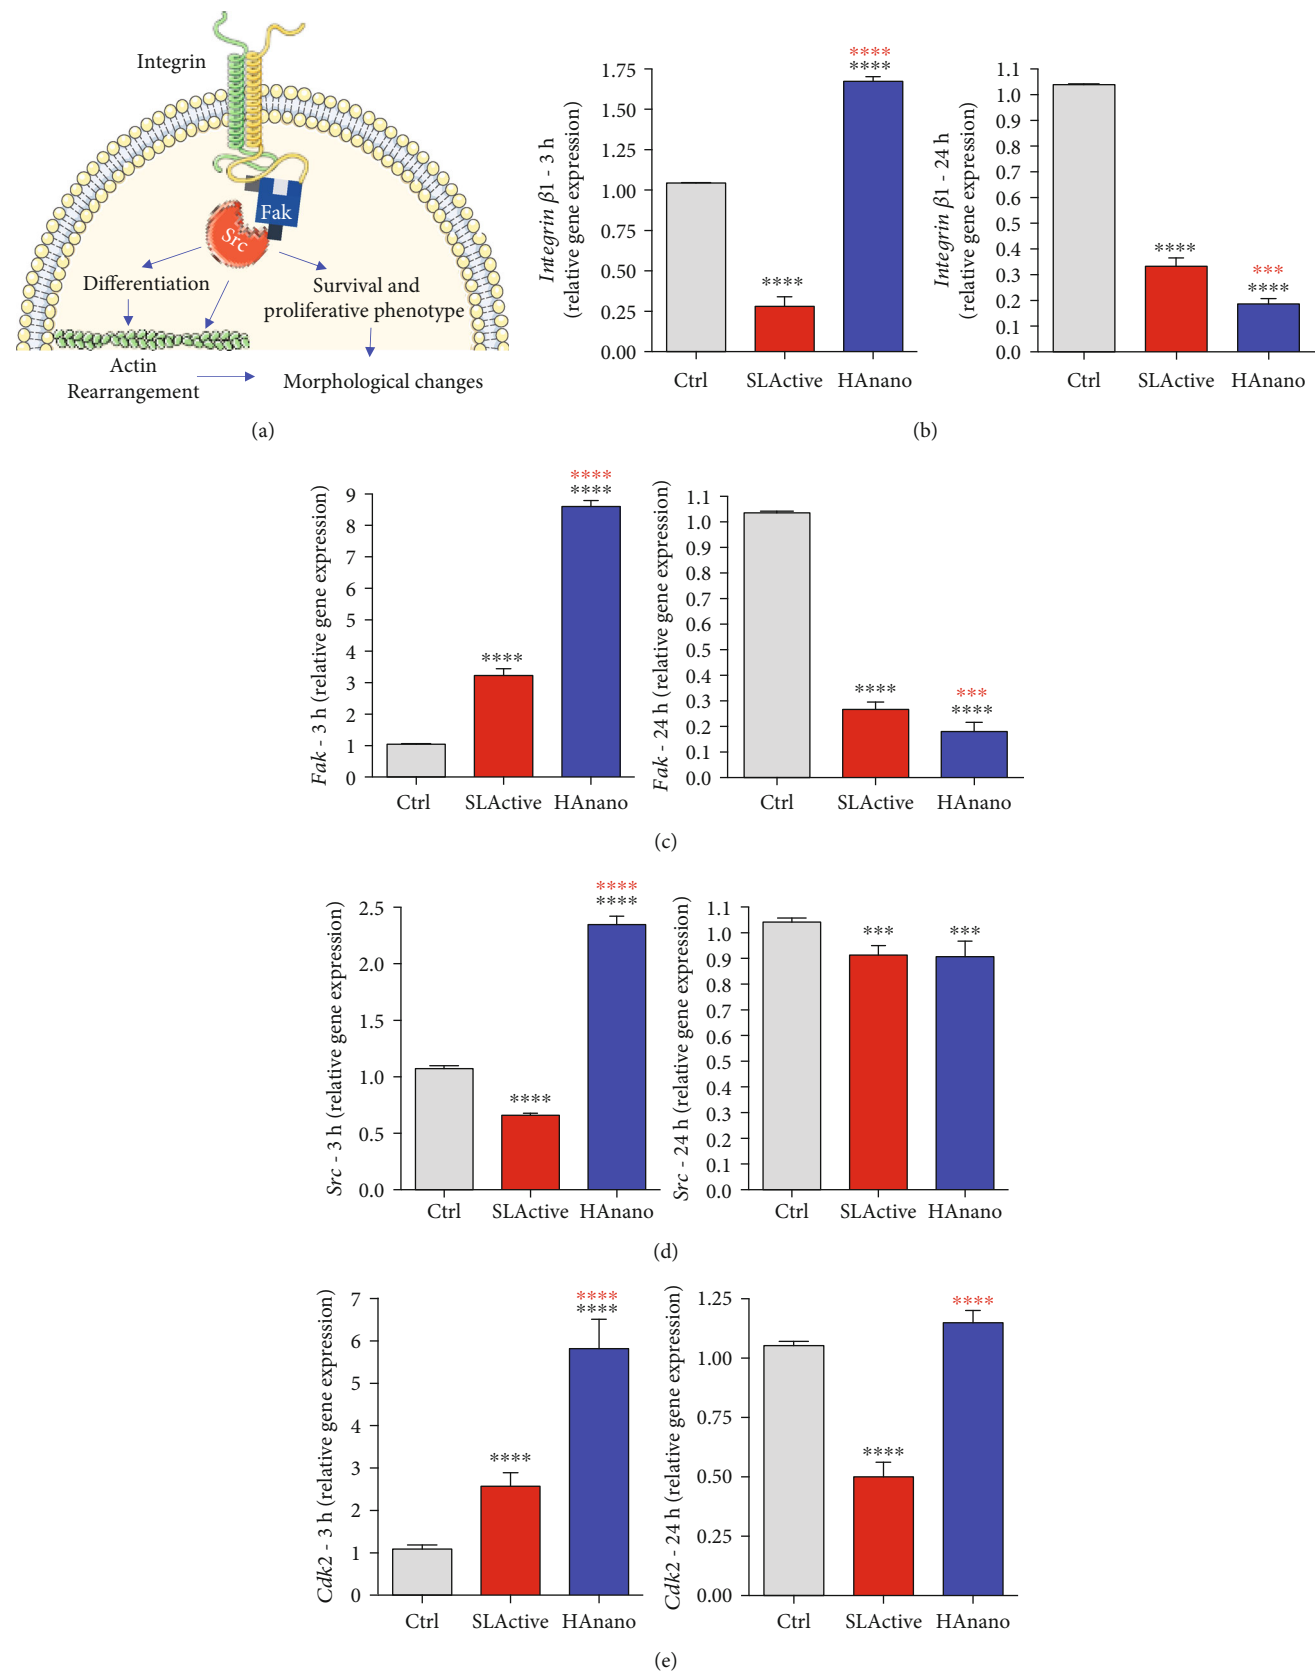 Integrin
Fak
Src
Differentiation
Survival and
proliferative phenotype
Actin
Rearrangement
Morphological changes
(a)
Integrin β1 - 3 h
(relative gene expression)
1.75
1.50
1.25
1.00
0.75
0.50
0.25
0.00
****
****
****
Ctrl SLActive HAnano
Integrin β1 - 24 h
(relative gene expression)
1.1
1.0
0.9
0.8
0.7
0.6
0.5
0.4
0.3
0.2
0.1
0.0
****
***
****
Ctrl SLActive HAnano
(b)
Fak - 3 h (relative gene expression)
9
8
7
6
5
4
3
2
1
0
****
****
****
Ctrl SLActive HAnano
Fak - 24 h (relative gene expression)
1.1
1.0
0.9
0.8
0.7
0.6
0.5
0.4
0.3
0.2
0.1
0.0
****
***
****
Ctrl SLActive HAnano
(c)
Src - 3 h (relative gene expression)
2.5
2.0
1.5
1.0
0.5
0.0
****
****
****
Ctrl SLActive HAnano
Src - 24 h (relative gene expression)
1.1
1.0
0.9
0.8
0.7
0.6
0.5
0.4
0.3
0.2
0.1
0.0
*** ***
Ctrl SLActive HAnano
(d)
Cdk2 - 3 h (relative gene expression)
7
6
5
4
3
2
1
0
****
****
****
Ctrl SLActive HAnano
Cdk2 - 24 h (relative gene expression)
1.25
1.00
0.75
0.50
0.25
0.00
****
****
Ctrl SLActive HAnano
(e)